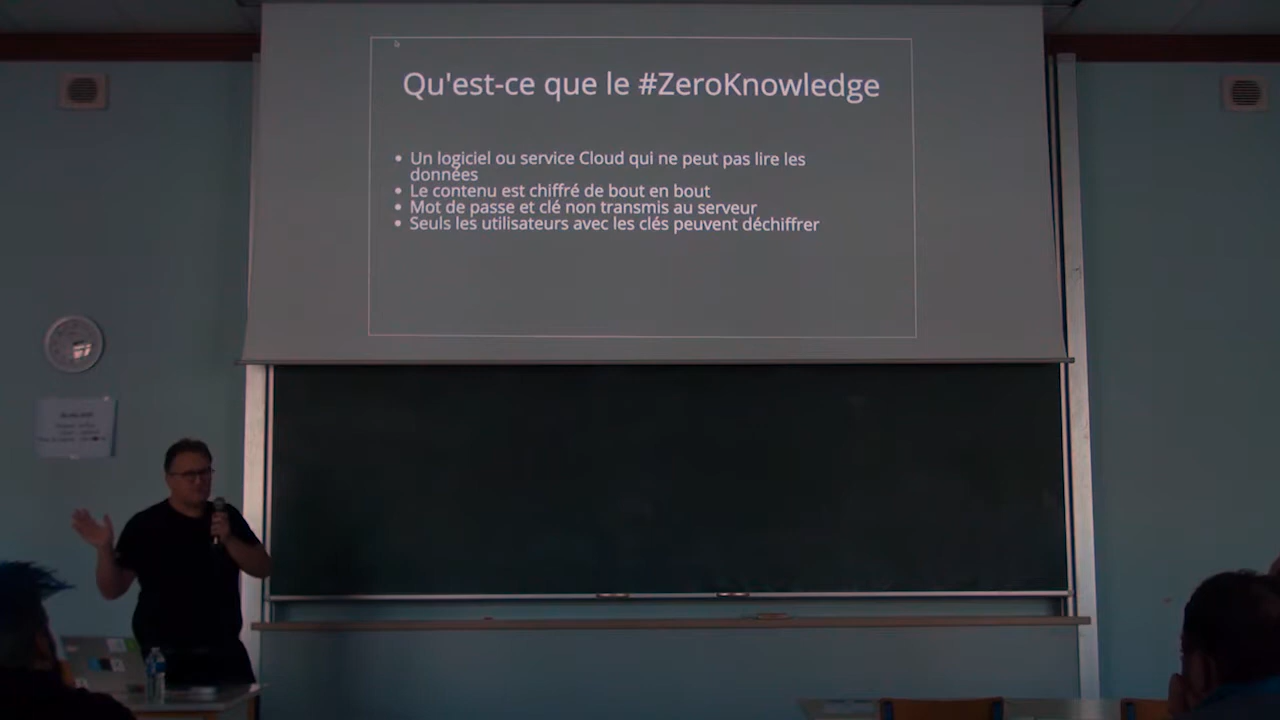 Qu'est-ce que le #ZeroKnowledge
• Un logiciel ou service Cloud qui ne peut pas lire les
données
• Le contenu est chiffré de bout en bout
• Mot de passe et clé non transmis au serveur
• Seuls les utilisateurs avec les clés peuvent déchiffrer